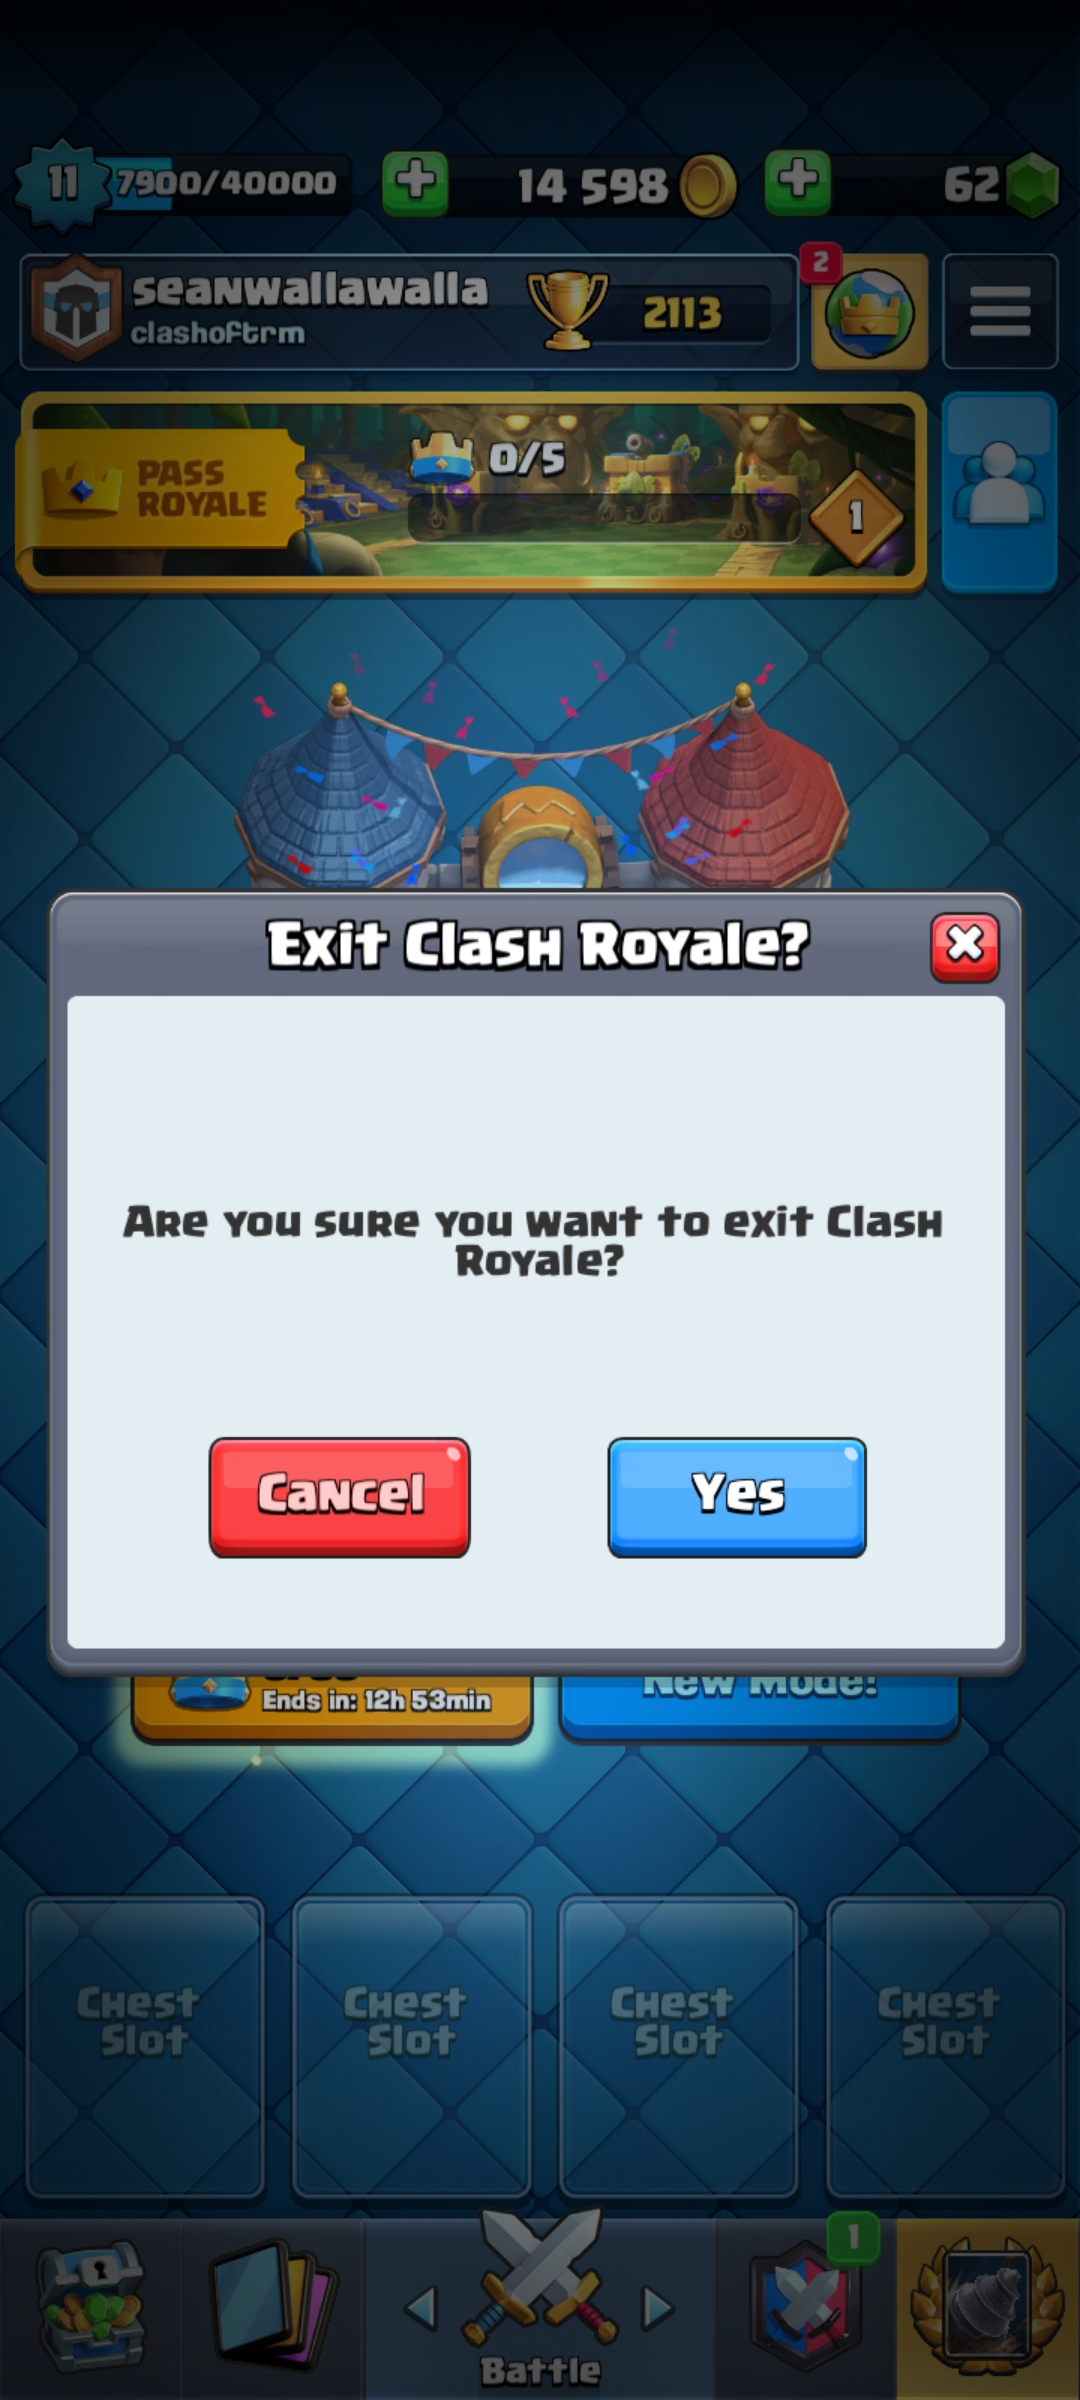 11
7900/40000
14 598
62
seanwallawalla
clashoftrm
2113
2
PASS
ROYALE
0/5
1
Exit Clash Royale?
Are you sure you want to exit Clash
Royale?
Cancel
Yes
Ends in: 12h 53min
New Mode!
Chest
Slot
Chest
Slot
Chest
Slot
Chest
Slot
1
Battle